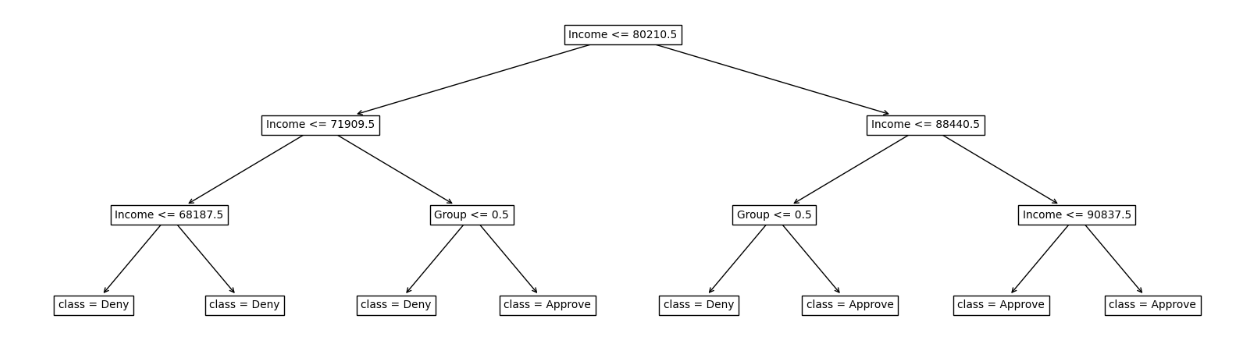 Income <= 80210.5
Income <= 71909.5
Income <= 88440.5
Income <= 68187.5
Group <= 0.5
Group <= 0.5
Income <= 90837.5
class = Deny
class = Deny
class = Deny
class = Approve
class = Deny
class = Approve
class = Approve
class = Approve